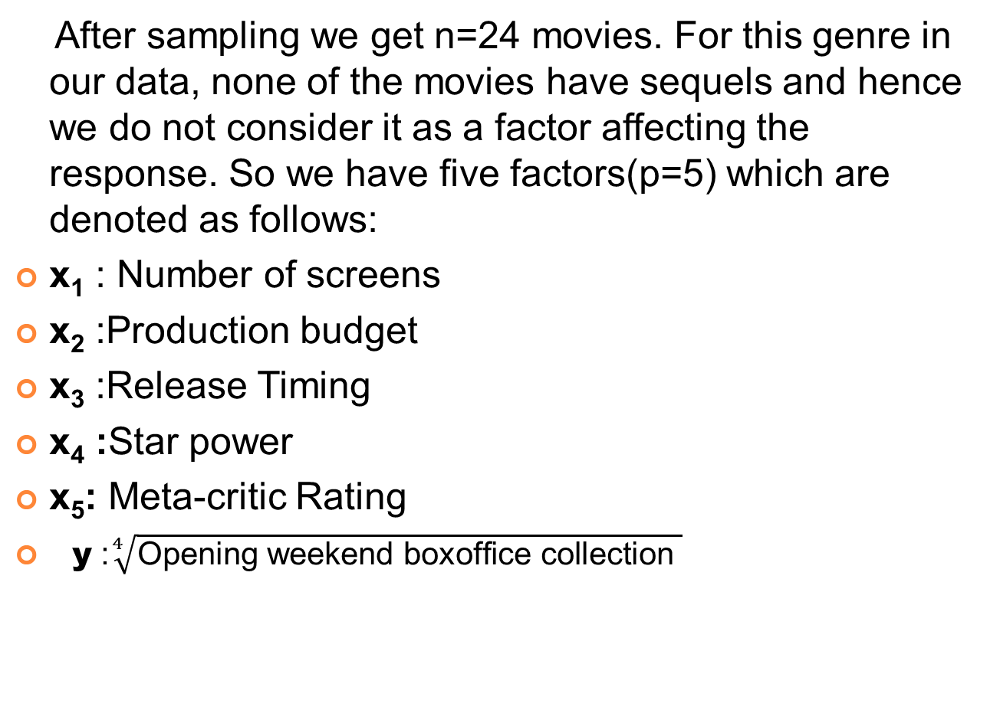 After sampling we get n=24 movies. For this genre in
our data, none of the movies have sequels and hence
we do not consider it as a factor affecting the
response. So we have five factors(p=5) which are
denoted as follows:
x₁ : Number of screens
x₂ :Production budget
x₃ :Release Timing
x₄ :Star power
x₅: Meta-critic Rating
y :∜Opening weekend boxoffice collection